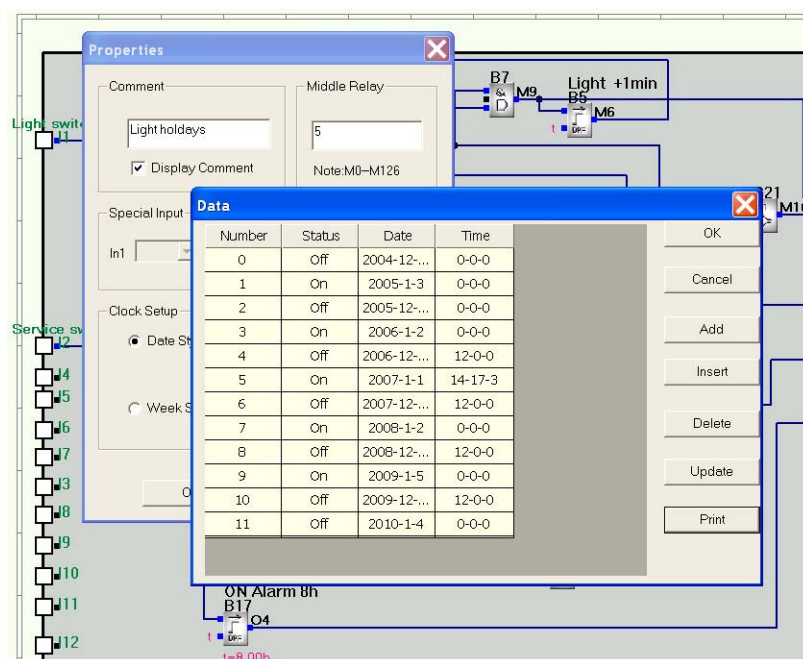 Properties
Comment
Light holdays
Display Comment
Middle Relay
5
Note:M0-M126
Special Input
In1
Clock Setup
Date
Week S
B7
&
M9
Light +1min
B5
M6
t
Light
I1
Service
I2
I4
I5
I6
I7
I3
I8
I9
I10
I11
I12
Data
Number Status Date Time
0 Off 2004-12-... 0-0-0
1 On 2005-1-3 0-0-0
2 Off 2005-12-... 0-0-0
3 On 2006-1-2 0-0-0
4 Off 2006-12-... 12-0-0
5 On 2007-1-1 14-17-3
6 Off 2007-12-... 12-0-0
7 On 2008-1-2 0-0-0
8 Off 2008-12-... 12-0-0
9 On 2009-1-5 0-0-0
10 Off 2009-12-... 12-0-0
11 Off 2010-1-4 0-0-0
OK
Cancel
Add
Insert
Delete
Update
Print
ON Alarm 8h
B17
O4
t
t=8.00h